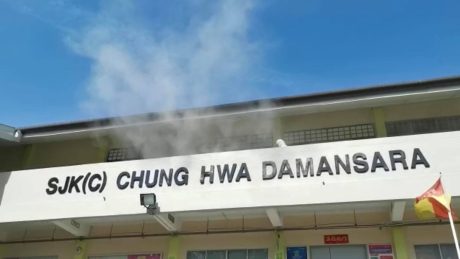 SJK(C) CHUNG HWA DAMANSARA